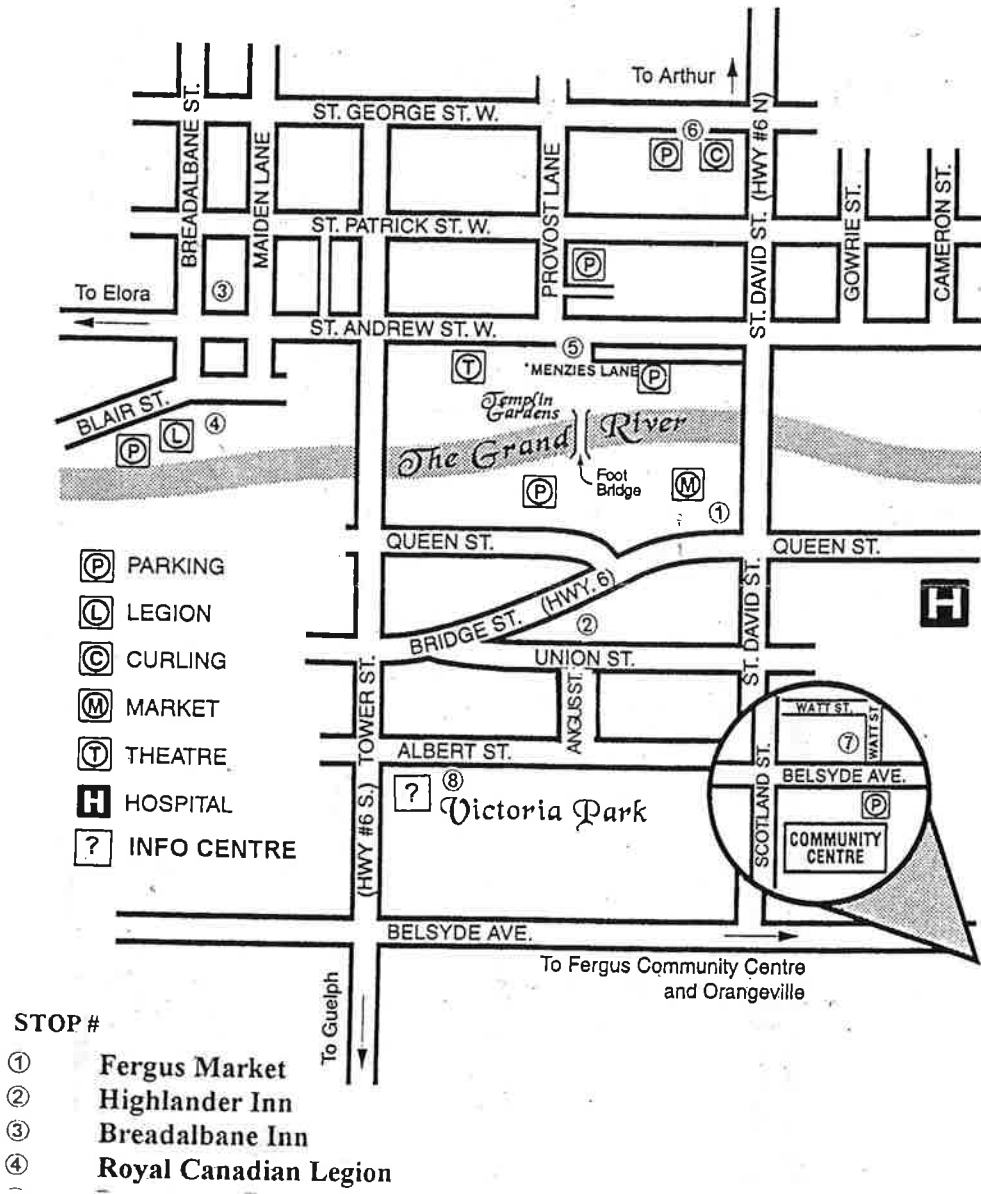 To Arthur
ST. GEORGE ST. W.
⑥
P
C
BREADALBANE ST.
MAIDEN LANE
PROVOST LANE
ST. DAVID ST. (HWY #6 N)
GOWRIE ST.
CAMERON ST.
ST. PATRICK ST. W.
P
③
To Elora
ST. ANDREW ST. W.
⑤
T
*MENZIES LANE
P
BLAIR ST.
④
P
L
Templin
Gardens
The Grand River
Foot
Bridge
P
M
①
QUEEN ST.
QUEEN ST.
H
BRIDGE ST. (HWY. 6)
②
UNION ST.
ST. DAVID ST.
ANGUS ST.
(HWY #6 S.) TOWER ST.
ALBERT ST.
?
⑧
Victoria Park
WATT ST.
WATT ST
⑦
BELSYDE AVE.
SCOTLAND ST.
P
COMMUNITY
CENTRE
BELSYDE AVE.
To Fergus Community Centre
and Orangeville
To Guelph
P PARKING
L LEGION
C CURLING
M MARKET
T THEATRE
H HOSPITAL
? INFO CENTRE
STOP #
① Fergus Market
② Highlander Inn
③ Breadalbane Inn
④ Royal Canadian Legion